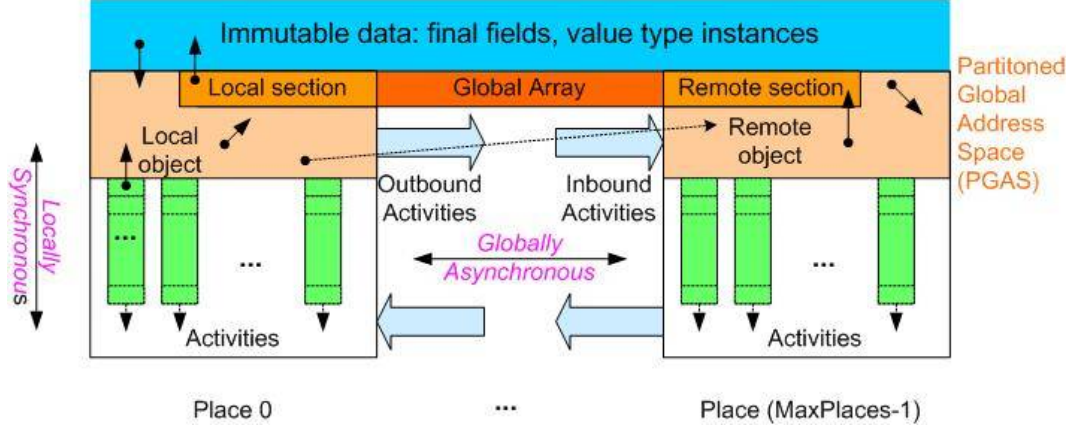 Immutable data: final fields, value type instances
Local section
Global Array
Remote section
Partitoned
Global
Address
Space
(PGAS)
Local
object
Remote
object
Outbound
Activities
Inbound
Activities
Locally
Synchronous
...
...
Globally
Asynchronous
...
Activities
Activities
Place 0
...
Place (MaxPlaces-1)